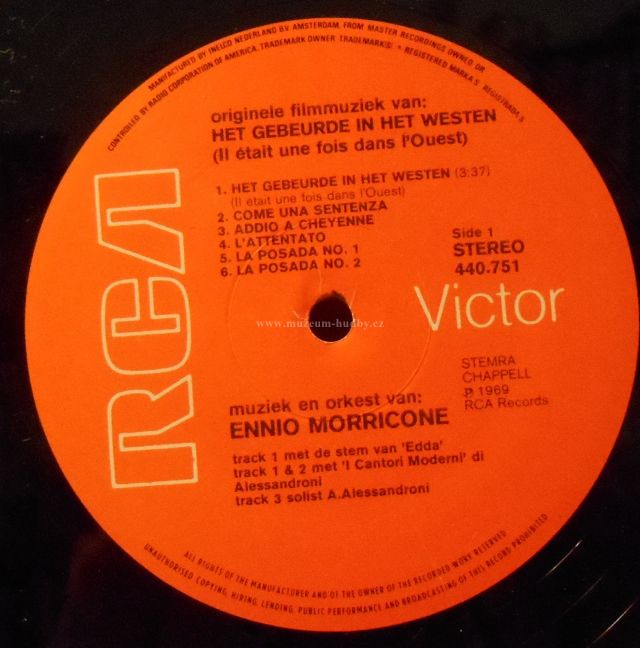 MANUFACTURED BY INELCO NEDERLAND B.V. AMSTERDAM, FROM MASTER RECORDINGS OWNED OR
CONTROLLED BY RADIO CORPORATION OF AMERICA. TRADEMARK OWNER TRADEMARK(S) ® REGISTERED MARKA S REGISTRADA S
originele filmmuziek van:
HET GEBEURDE IN HET WESTEN
(Il était une fois dans l'Ouest)
1. HET GEBEURDE IN HET WESTEN (3:37)
(Il était une fois dans l'Ouest)
2. COME UNA SENTENZA
3. ADDIO A CHEYENNE
4. L'ATTENTATO
5. LA POSADA NO. 1
6. LA POSADA NO. 2
Side 1
STEREO
440.751
RCA
Victor
www.muzeum-hudby.cz
STEMRA
CHAPPELL
℗ 1969
RCA Records
muziek en orkest van:
ENNIO MORRICONE
track 1 met de stem van 'Edda'
track 1 & 2 met 'I Cantori Moderni' di
Alessandroni
track 3 solist A.Alessandroni
ALL RIGHTS OF THE MANUFACTURER AND OF THE OWNER OF THE RECORDED WORK RESERVED
UNAUTHORISED COPYING, HIRING, LENDING, PUBLIC PERFORMANCE AND BROADCASTING OF THIS RECORD PROHIBITED